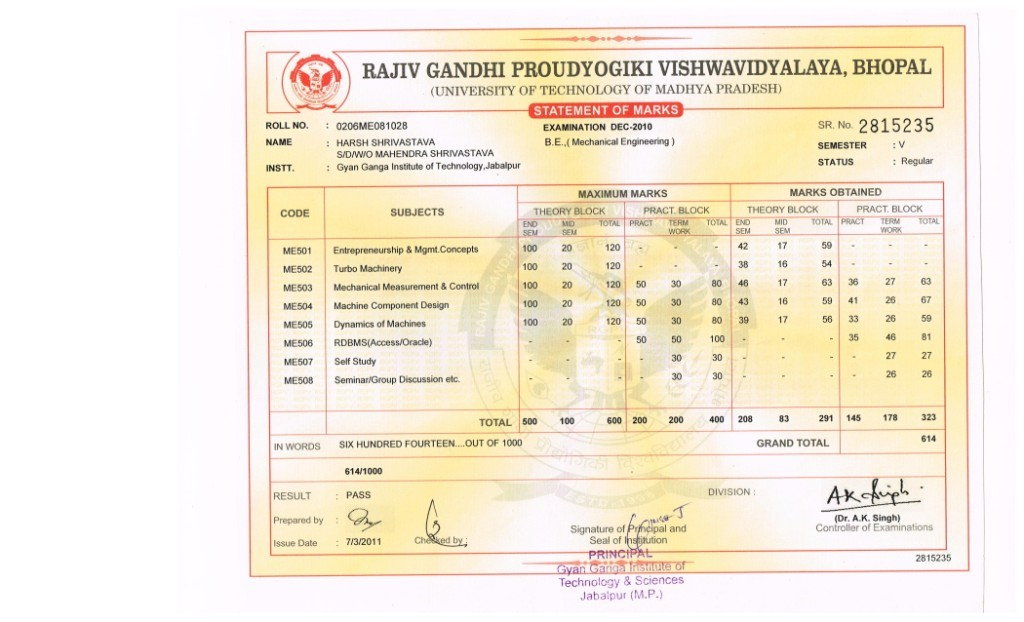 RAJIV GANDHI PROUDYOGIKI VISHWAVIDYALAYA, BHOPAL
(UNIVERSITY OF TECHNOLOGY OF MADHYA PRADESH)
STATEMENT OF MARKS
ROLL NO. : 0206ME081028 EXAMINATION DEC-2010 SR. No. 2815235
NAME : HARSH SHRIVASTAVA B.E.,( Mechanical Engineering ) SEMESTER : V
S/D/W/O MAHENDRA SHRIVASTAVA
INSTT. : Gyan Ganga Institute of Technology,Jabalpur STATUS : Regular
CODE SUBJECTS MAXIMUM MARKS MARKS OBTAINED
THEORY BLOCK PRACT. BLOCK THEORY BLOCK PRACT. BLOCK
END SEM MID SEM TOTAL PRACT TERM WORK TOTAL END SEM MID SEM TOTAL PRACT TERM WORK TOTAL
ME501 Entrepreneurship & Mgmt.Concepts 100 20 120 - - - 42 17 59 - - -
ME502 Turbo Machinery 100 20 120 - - - 38 16 54 - - -
ME503 Mechanical Measurement & Control 100 20 120 50 30 80 46 17 63 36 27 63
ME504 Machine Component Design 100 20 120 50 30 80 43 16 59 41 26 67
ME505 Dynamics of Machines 100 20 120 50 30 80 39 17 56 33 26 59
ME506 RDBMS(Access/Oracle) - - - 50 50 100 - - - 35 46 81
ME507 Self Study - - - - 30 30 - - - - 27 27
ME508 Seminar/Group Discussion etc. - - - - 30 30 - - - - 26 26
TOTAL 500 100 600 200 200 400 208 83 291 145 178 323
IN WORDS SIX HUNDRED FOURTEEN....OUT OF 1000 GRAND TOTAL 614
614/1000
RESULT : PASS DIVISION :
Prepared by :
Checked by :
Signature of Principal and
Seal of Institution
A K Singh
(Dr. A.K. Singh)
Controller of Examinations
Issue Date : 7/3/2011
PRINCIPAL
Gyan Ganga Institute of
Technology & Sciences
Jabalpur (M.P.)
2815235